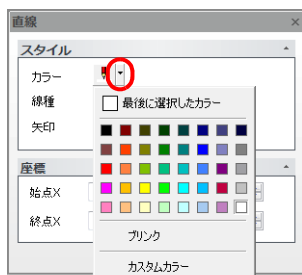 直線
×
スタイル
カラー
最後に選択したカラー
線種
矢印
座標
始点X
終点X
ブリンク
カスタムカラー